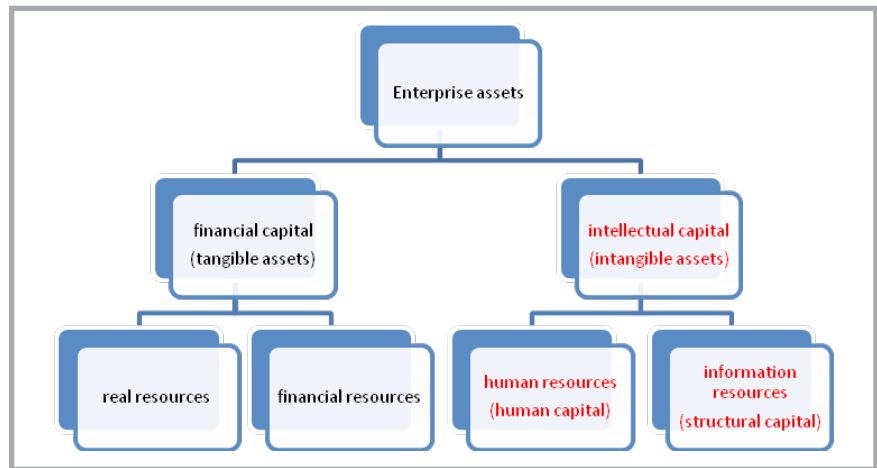 Enterprise assets
financial capital
(tangible assets)
intellectual capital
(intangible assets)
real resources
financial resources
human resources
(human capital)
information
resources
(structural capital)